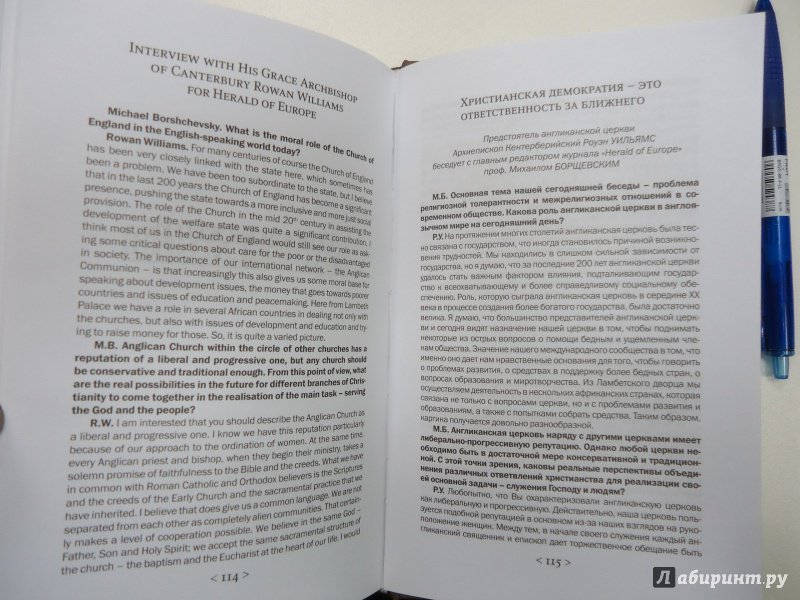 INTERVIEW WITH HIS GRACE ARCHBISHOP
OF CANTERBURY ROWAN WILLIAMS
FOR HERALD OF EUROPE
Michael Borshchevsky. What is the moral role of the Church of
England in the English-speaking world today?
Rowan Williams. For many centuries of course the Church of England
has been very closely linked with the state here, which sometimes has
been a problem. We have been too subordinate to the state, but I believe
that in the last 200 years the Church of England has become a significant
presence, pushing the state towards a more inclusive and more just social
provision. The role of the Church in the mid 20th century in assisting the
development of the welfare state was quite a significant contribution. I
think most of us in the Church of England would still see our role as ask-
ing some critical questions about care for the poor or the disadvantaged
in society. The importance of our international network – the Anglican
Communion – is that increasingly this also gives us some moral base for
speaking about development issues, the money that goes towards poorer
countries and issues of education and peacemaking. Here from Lambeth
Palace we have a role in several African countries in dealing not only with
the churches, but also with issues of development and education and try-
ing to raise money for those. So, it is quite a varied picture.
M.B. Anglican Church within the circle of other churches has a
reputation of a liberal and progressive one, but any church should
be conservative and traditional enough. From this point of view, what
are the real possibilities in the future for different branches of Chris-
tianity to come together in the realisation of the main task – serving
the God and the people?
R.W. I am interested that you should describe the Anglican Church as
a liberal and progressive one. I know we have this reputation particularly
because of our approach to the ordination of women. At the same time,
every Anglican priest and bishop, when they begin their ministry, takes a
solemn promise of faithfulness to the Bible and the creeds. What we have
in common with Roman Catholic and Orthodox believers is the Scriptures
and the creeds of the Early Church and the sacramental practice that we
have inherited. I believe that does give us a common language. We are not
separated from each other as completely alien communities. That certain-
ly makes a level of cooperation possible. We believe in the same God –
Father, Son and Holy Spirit; we accept the same sacramental structure of
the church – the baptism and the Eucharist at the heart of our life. I would
< 114 >
ХРИСТИАНСКАЯ ДЕМОКРАТИЯ – ЭТО
ОТВЕТСТВЕННОСТЬ ЗА БЛИЖНЕГО
Предстоятель англиканской церкви
Архиепископ Кентерберийский Роуэн УИЛЬЯМС
беседует с главным редактором журнала «Herald of Europe»
проф. Михаилом БОРЩЕВСКИМ
М.Б. Основная тема нашей сегодняшней беседы – проблема
религиозной толерантности и межрелигиозных отношений в со-
временном обществе. Какова роль англиканской церкви в англоя-
зычном мире на сегодняшний день?
Р.У. На протяжении многих столетий англиканская церковь была тес-
но связана с государством, что иногда становилось причиной возникно-
вения трудностей. Мы находились в слишком сильной зависимости от
государства, но я думаю, что за последние 200 лет англиканской церкви
удалось стать важным фактором влияния, подталкивающим государст-
во к всеохватывающему и более справедливому социальному обе-
спечению. Роль, которую сыграла англиканская церковь в середине XX
века в процессе создания более богатого государства, была достаточно
велика. Я думаю, что большинство представителей англиканской церк-
ви и сегодня видят назначение нашей церкви в том, чтобы поднимать
некоторые из острых вопросов о помощи бедным и ущемленным чле-
нам общества. Значение нашего международного сообщества в том, что
именно оно дает нам нравственные основания для того, чтобы говорить
о проблемах развития, о средствах в поддержку более бедных стран, о
вопросах образования и миротворчества. Из Ламбетского дворца мы
осуществляем деятельность в нескольких африканских странах, которая
связана не только с вопросами церкви, но и с проблемами развития и
образованием, а также с попытками собрать средства. Таким образом,
картина получается довольно разнообразной.
М.Б. Англиканская церковь наряду с другими церквами имеет
либерально-прогрессивную репутацию. Однако любой церкви не-
обходимо быть в достаточной мере консервативной и традицион-
ной. С этой точки зрения, каковы реальные перспективы объеди-
нения различных ответвлений христианства для реализации сво-
ей основной задачи – служения Господу и людям?
Р.У. Любопытно, что Вы охарактеризовали англиканскую церковь
как либеральную и прогрессивную. Действительно, наша церковь поль-
зуется подобной репутацией в основном из-за наших взглядов на руко-
положение женщин. Между тем, в начале своего служения каждый ан-
гликанский священник и епископ дает торжественное обещание быть
< 115 >
лабиринт.ру